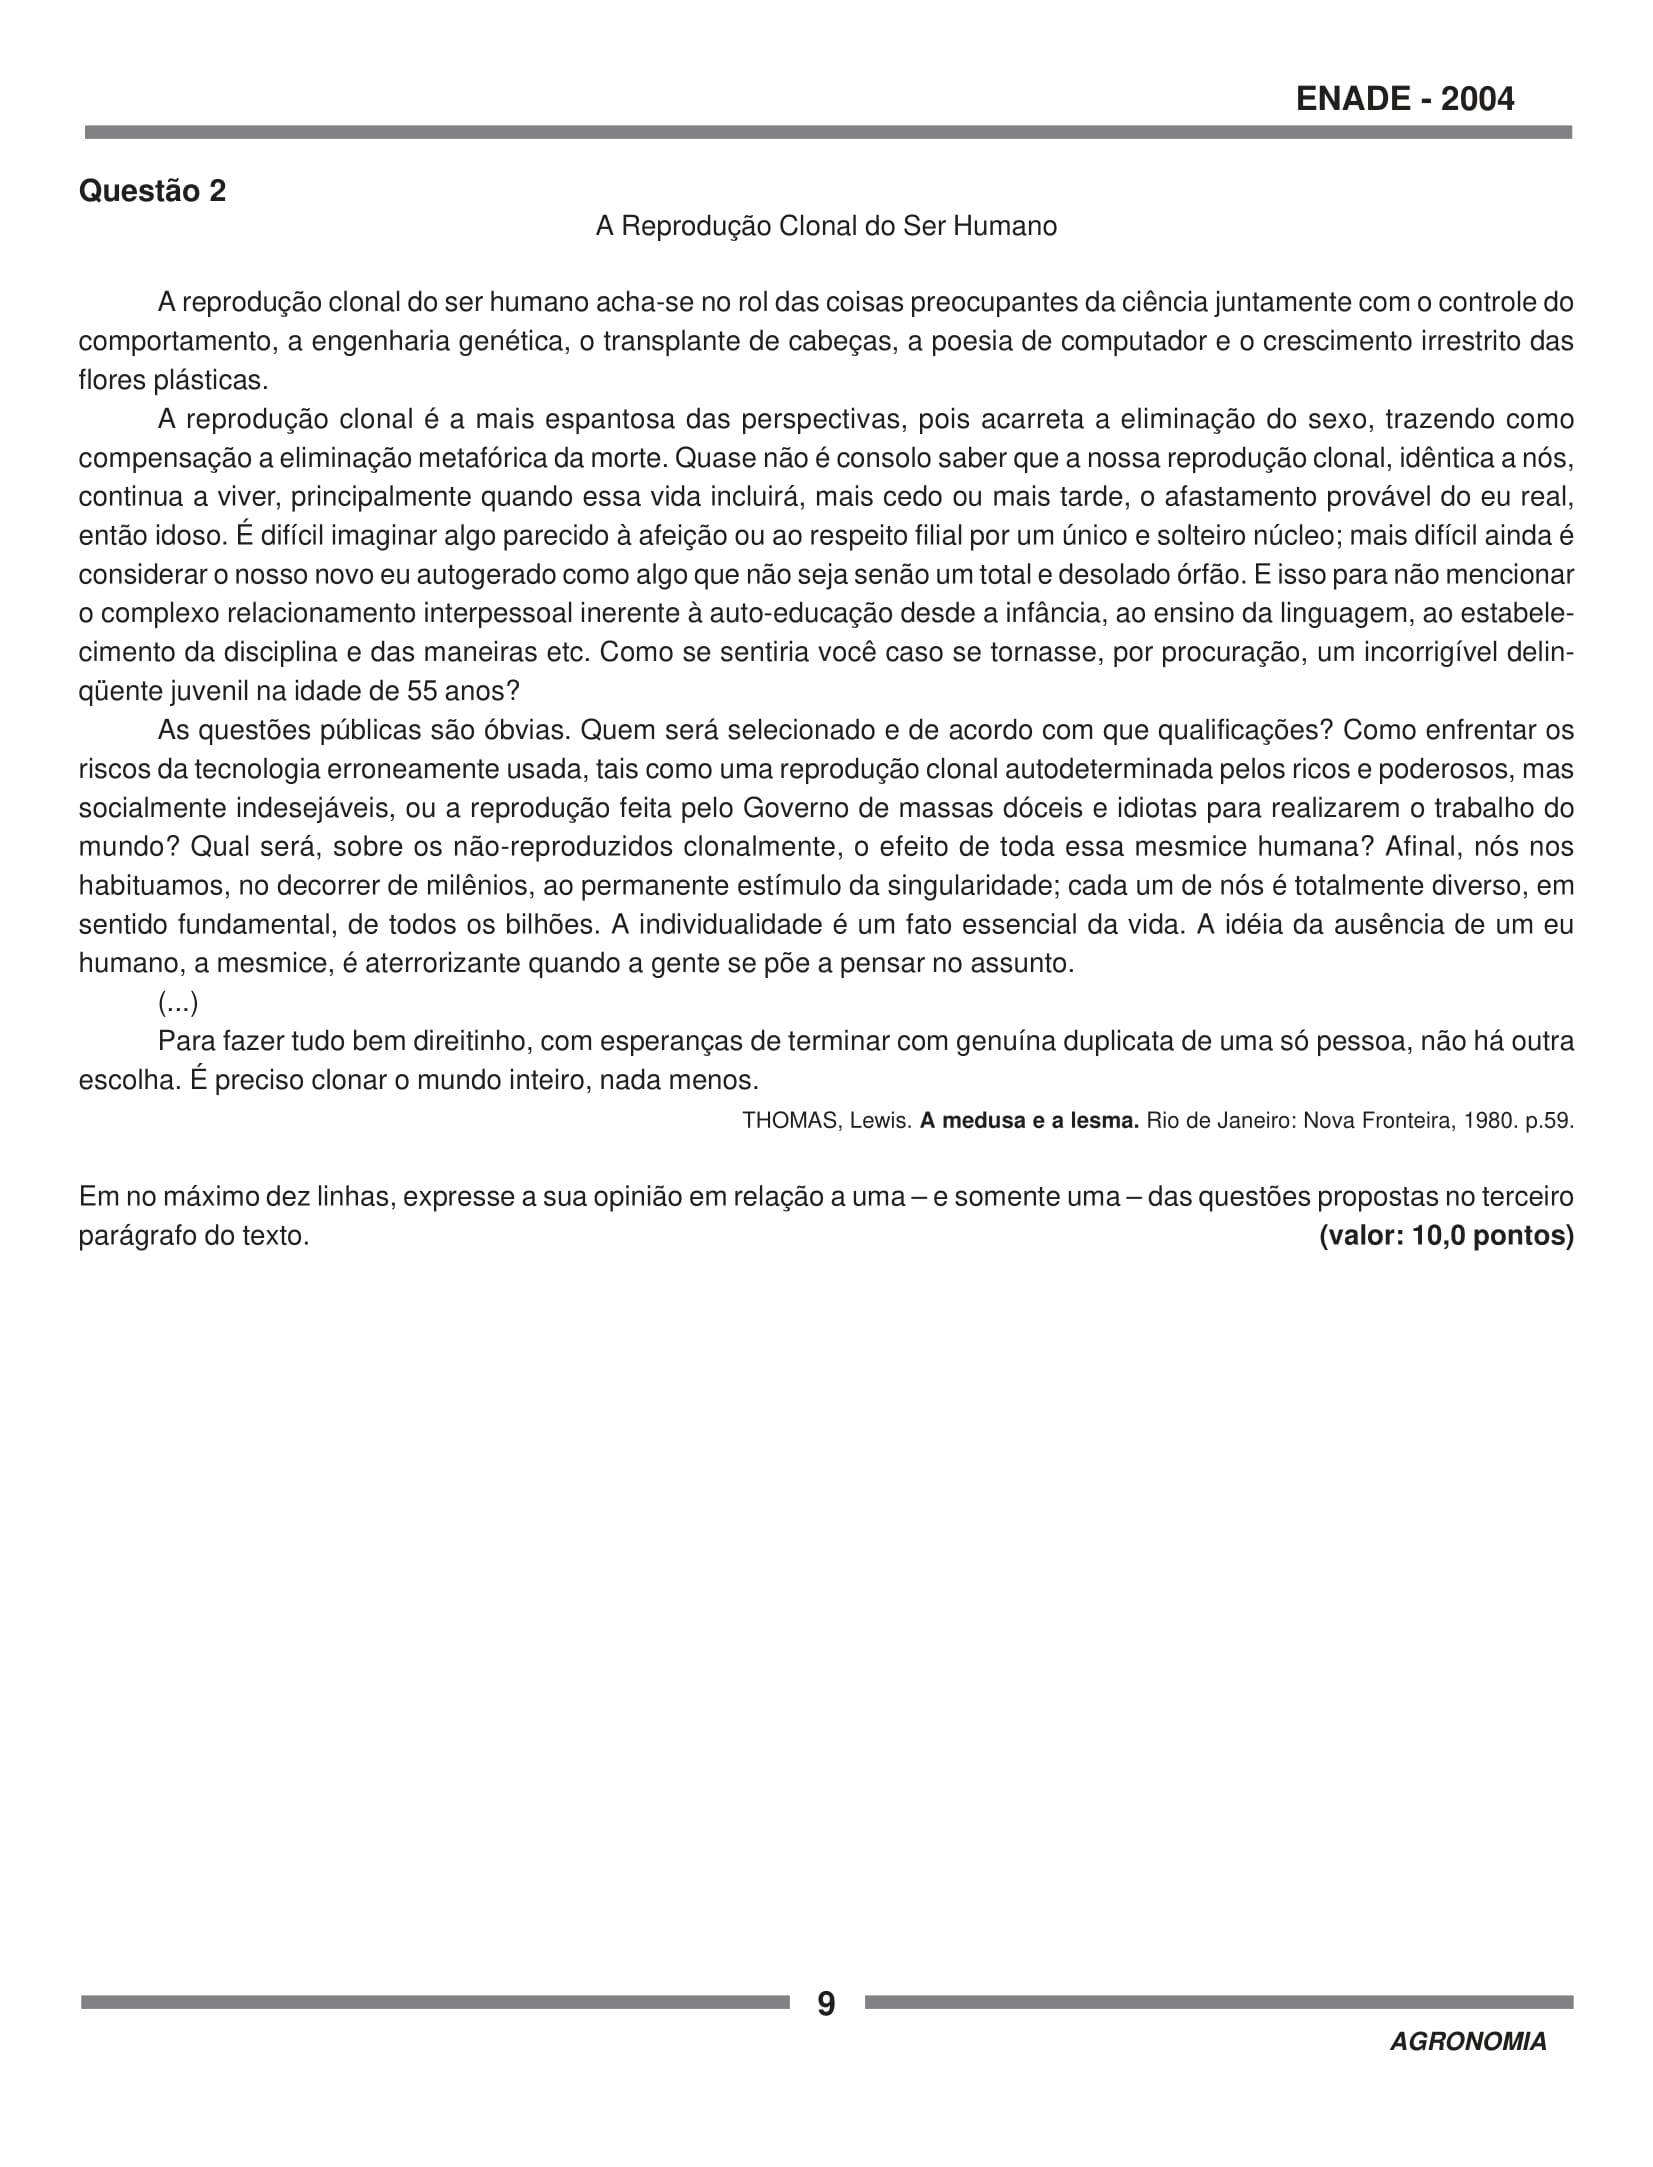 ENADE - 2004
Questão 2
A Reprodução Clonal do Ser Humano
A reprodução clonal do ser humano acha-se no rol das coisas preocupantes da ciência juntamente com o controle do
comportamento, a engenharia genética, o transplante de cabeças, a poesia de computador e o crescimento irrestrito das
flores plásticas.
A reprodução clonal é a mais espantosa das perspectivas, pois acarreta a eliminação do sexo, trazendo como
compensação a eliminação metafórica da morte. Quase não é consolo saber que a nossa reprodução clonal, idêntica a nós,
continua a viver, principalmente quando essa vida incluirá, mais cedo ou mais tarde, o afastamento provável do eu real,
então idoso. É difícil imaginar algo parecido à afeição ou ao respeito filial por um único e solteiro núcleo; mais difícil ainda é
considerar o nosso novo eu autogerado como algo que não seja senão um total e desolado órfão. E isso para não mencionar
o complexo relacionamento interpessoal inerente à auto-educação desde a infância, ao ensino da linguagem, ao estabele-
cimento da disciplina e das maneiras etc. Como se sentiria você caso se tornasse, por procuração, um incorrigível delin-
qüente juvenil na idade de 55 anos?
As questões públicas são óbvias. Quem será selecionado e de acordo com que qualificações? Como enfrentar os
riscos da tecnologia erroneamente usada, tais como uma reprodução clonal autodeterminada pelos ricos e poderosos, mas
socialmente indesejáveis, ou a reprodução feita pelo Governo de massas dóceis e idiotas para realizarem o trabalho do
mundo? Qual será, sobre os não-reproduzidos clonalmente, o efeito de toda essa mesmice humana? Afinal, nós nos
habituamos, no decorrer de milênios, ao permanente estímulo da singularidade; cada um de nós é totalmente diverso, em
sentido fundamental, de todos os bilhões. A individualidade é um fato essencial da vida. A idéia da ausência de um eu
humano, a mesmice, é aterrorizante quando a gente se põe a pensar no assunto.
(...)
Para fazer tudo bem direitinho, com esperanças de terminar com genuína duplicata de uma só pessoa, não há outra
escolha. É preciso clonar o mundo inteiro, nada menos.
THOMAS, Lewis. A medusa e a lesma. Rio de Janeiro: Nova Fronteira, 1980. p.59.
Em no máximo dez linhas, expresse a sua opinião em relação a uma – e somente uma – das questões propostas no terceiro
parágrafo do texto. (valor: 10,0 pontos)
9
AGRONOMIA